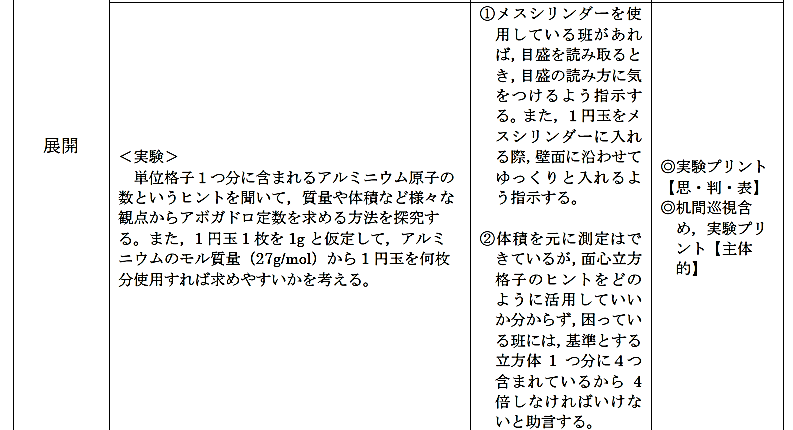 展開
＜実験＞
単位格子１つ分に含まれるアルミニウム原子の
数というヒントを聞いて，質量や体積など様々な
観点からアボガドロ定数を求める方法を探究す
る。また，１円玉１枚を 1g と仮定して，アルミ
ニウムのモル質量（27g/mol）から１円玉を何枚
分使用すれば求めやすいかを考える。
①メスシリンダーを使
用している班があれ
ば，目盛を読み取ると
き，目盛の読み方に気
をつけるよう指示す
る。また，１円玉をメ
スシリンダーに入れ
る際，壁面に沿わせて
ゆっくりと入れるよ
う指示する。
②体積を元に測定はで
きているが，面心立方
格子のヒントをどの
ように活用していい
か分からず，困ってい
る班には，基準とする
立方体 1 つ分に４つ
含まれているから 4
倍しなければいけな
いと助言する。
◎実験プリント
【思・判・表】
◎机間巡視含
め，実験プリ
ント【主体
的】